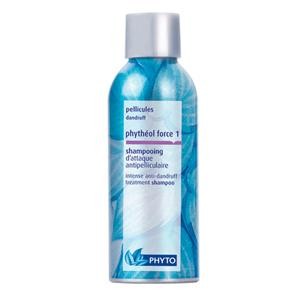 pellicules
dandruff
phythéol force 1
shampooing
d'attaque
antipelliculaire
intense anti-dandruff
treatment shampoo
PHYTO